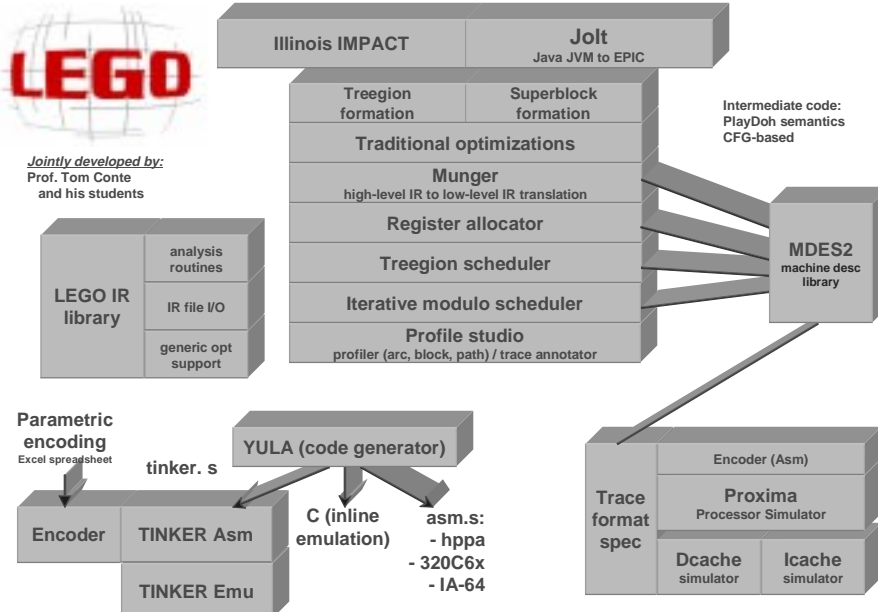 LEGO
Jointly developed by:
Prof. Tom Conte
and his students
Illinois IMPACT
Jolt
Java JVM to EPIC
Treegion
formation
Superblock
formation
Traditional optimizations
Munger
high-level IR to low-level IR translation
Register allocator
Treegion scheduler
Iterative modulo scheduler
Profile studio
profiler (arc, block, path) / trace annotator
Intermediate code:
PlayDoh semantics
CFG-based
MDES2
machine desc
library
LEGO IR
library
analysis
routines
IR file I/O
generic opt
support
Parametric
encoding
Excel spreadsheet
tinker. s
YULA (code generator)
Encoder
TINKER Asm
TINKER Emu
C (inline
emulation)
asm.s:
- hppa
- 320C6x
- IA-64
Trace
format
spec
Encoder (Asm)
Proxima
Processor Simulator
Dcache
simulator
Icache
simulator